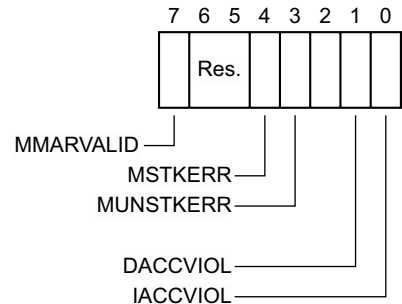 7 6 5 4 3 2 1 0
Res.
MMARVALID
MSTKERR
MUNSTKERR
DACCVIOL
IACCVIOL